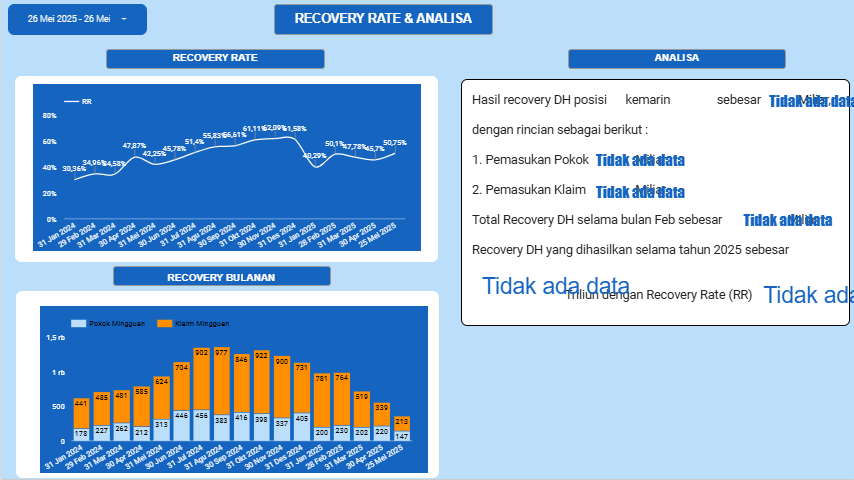 26 Mei 2025 - 26 Mei
RECOVERY RATE & ANALISA
RECOVERY RATE
RR
80%
60%
40%
20%
0%
30,36% 34,96% 34,58% 47,87% 42,25% 45,78% 51,4% 55,83% 56,61% 61,11% 62,09% 61,58% 40,29% 50,1% 47,78% 45,7% 50,75%
31 Jan 2024 29 Feb 2024 31 Mar 2024 30 Apr 2024 31 Mei 2024 30 Jun 2024 31 Jul 2024 31 Agu 2024 30 Sep 2024 31 Okt 2024 30 Nov 2024 31 Des 2024 31 Jan 2025 28 Feb 2025 31 Mar 2025 30 Apr 2025 25 Mei 2025
RECOVERY BULANAN
Pokok Mingguan Klaim Mingguan
1,5 rb
1 rb
500
0
441 485 481 585 624 704 902 977 846 922 900 731 781 764 519 339 213
178 227 262 212 313 446 456 383 416 398 337 405 200 230 202 220 147
31 Jan 2024 29 Feb 2024 31 Mar 2024 30 Apr 2024 31 Mei 2024 30 Jun 2024 31 Jul 2024 31 Agu 2024 30 Sep 2024 31 Okt 2024 30 Nov 2024 31 Des 2024 31 Jan 2025 28 Feb 2025 31 Mar 2025 30 Apr 2025 25 Mei 2025
ANALISA
Hasil recovery DH posisi kemarin sebesar Tidak ada data
dengan rincian sebagai berikut :
1. Pemasukan Pokok Tidak ada data
2. Pemasukan Klaim Tidak ada data
Total Recovery DH selama bulan Feb sebesar Tidak ada data
Recovery DH yang dihasilkan selama tahun 2025 sebesar
Tidak ada data
Triliun dengan Recovery Rate (RR) Tidak ada